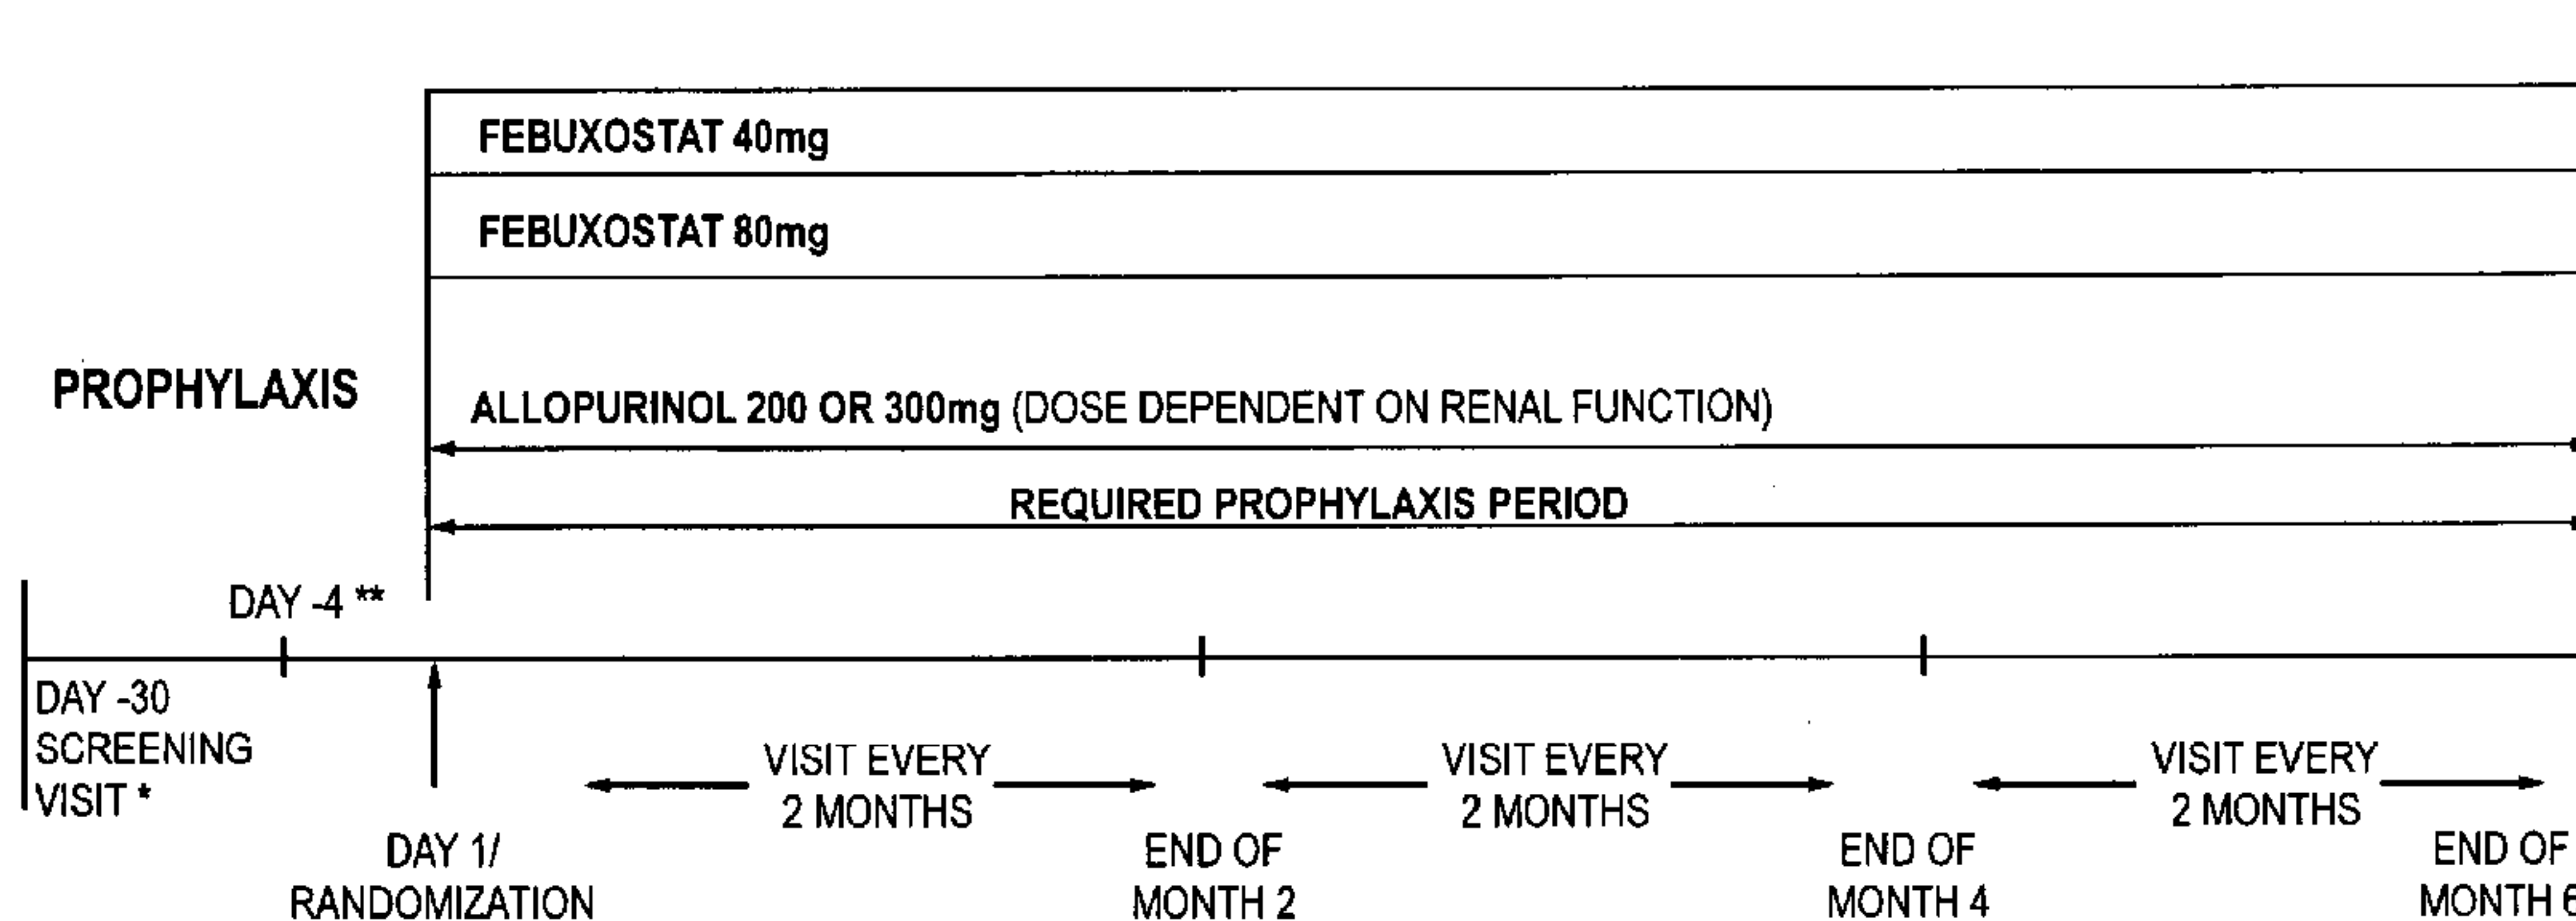 FEBUXOSTAT 40mg
FEBUXOSTAT 80mg
PROPHYLAXIS
ALLOPURINOL 200 OR 300mg (DOSE DEPENDENT ON RENAL FUNCTION)
REQUIRED PROPHYLAXIS PERIOD
DAY -4 **
DAY -30
SCREENING
VISIT *
DAY 1/
RANDOMIZATION
VISIT EVERY
2 MONTHS
END OF
MONTH 2
VISIT EVERY
2 MONTHS
END OF
MONTH 4
VISIT EVERY
2 MONTHS
END OF
MONTH 6